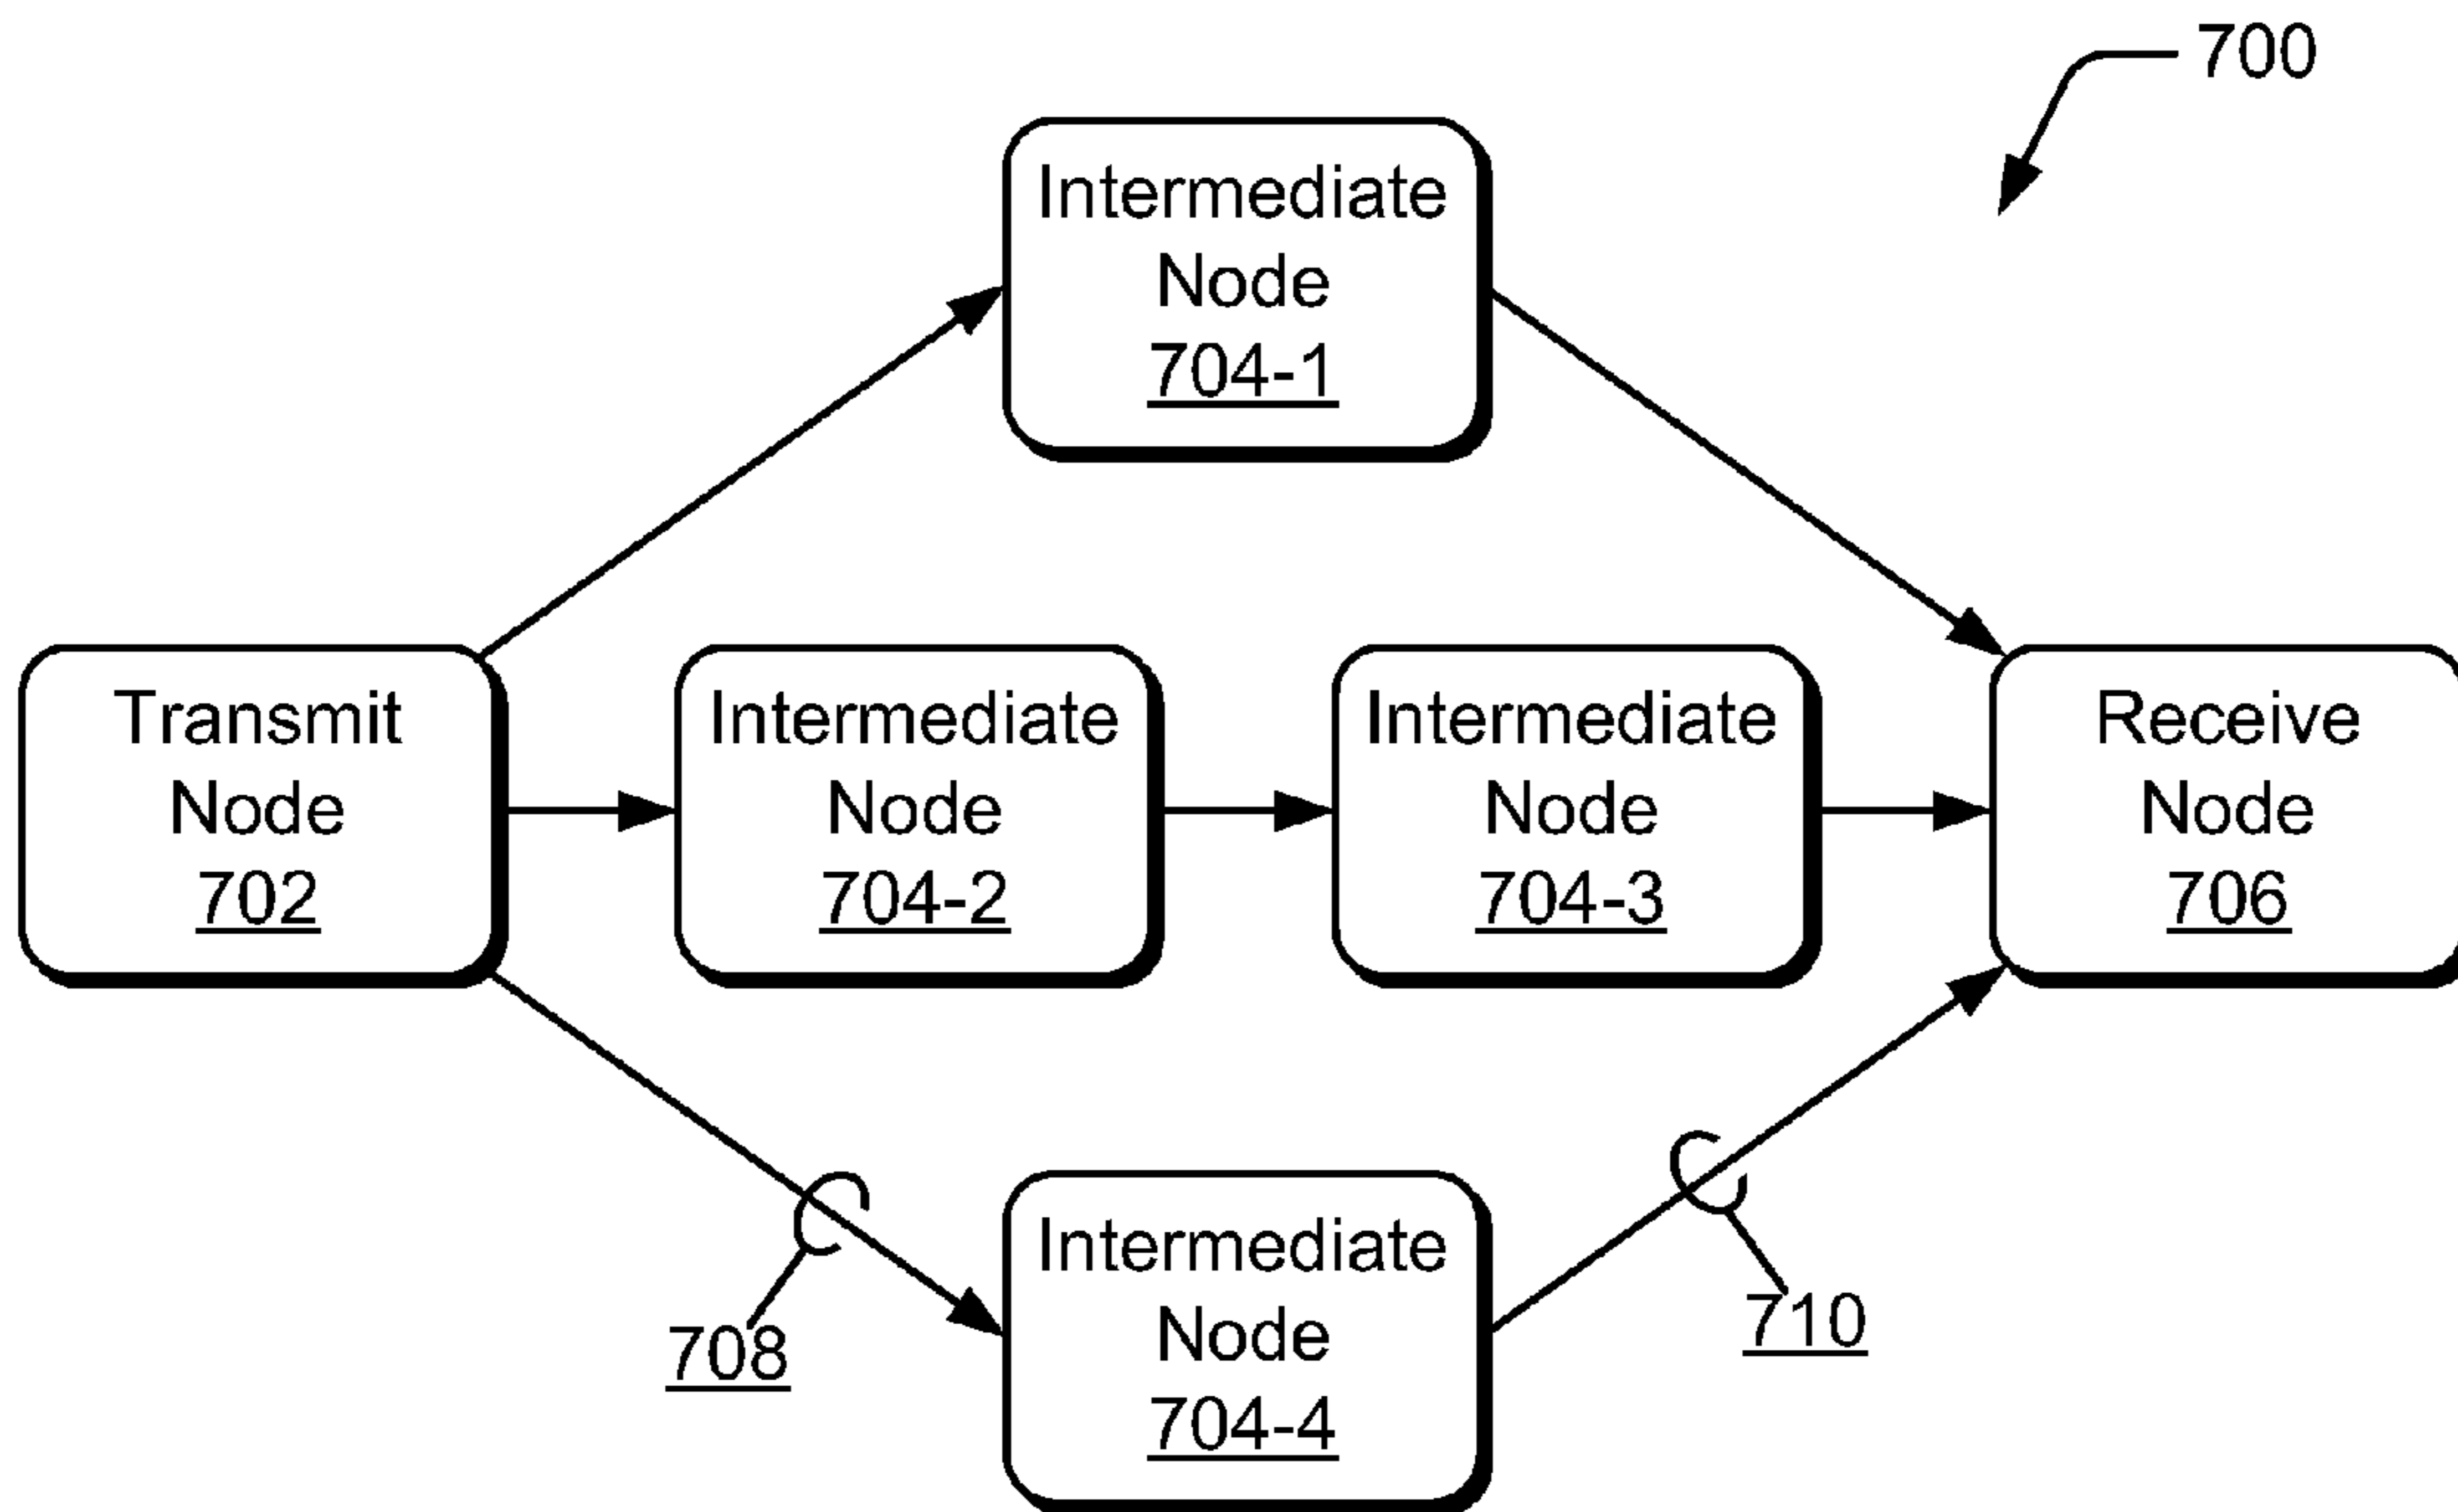 700
Intermediate
Node
704-1
Transmit
Node
702
Intermediate
Node
704-2
Intermediate
Node
704-3
Receive
Node
706
708
Intermediate
Node
704-4
710